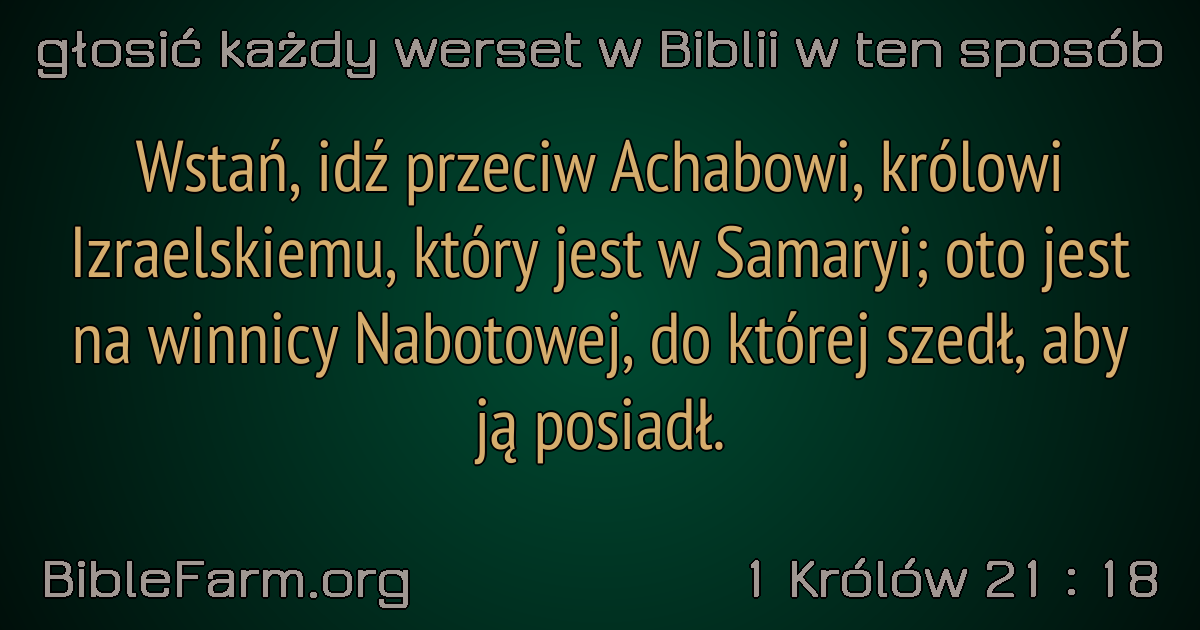 głosić każdy werset w Biblii w ten sposób
Wstań, idź przeciw Achabowi, królowi
Izraelskiemu, który jest w Samaryi; oto jest
na winnicy Nabotowej, do której szedł, aby
ją posiadł.
BibleFarm.org
1 Królów 21 : 18